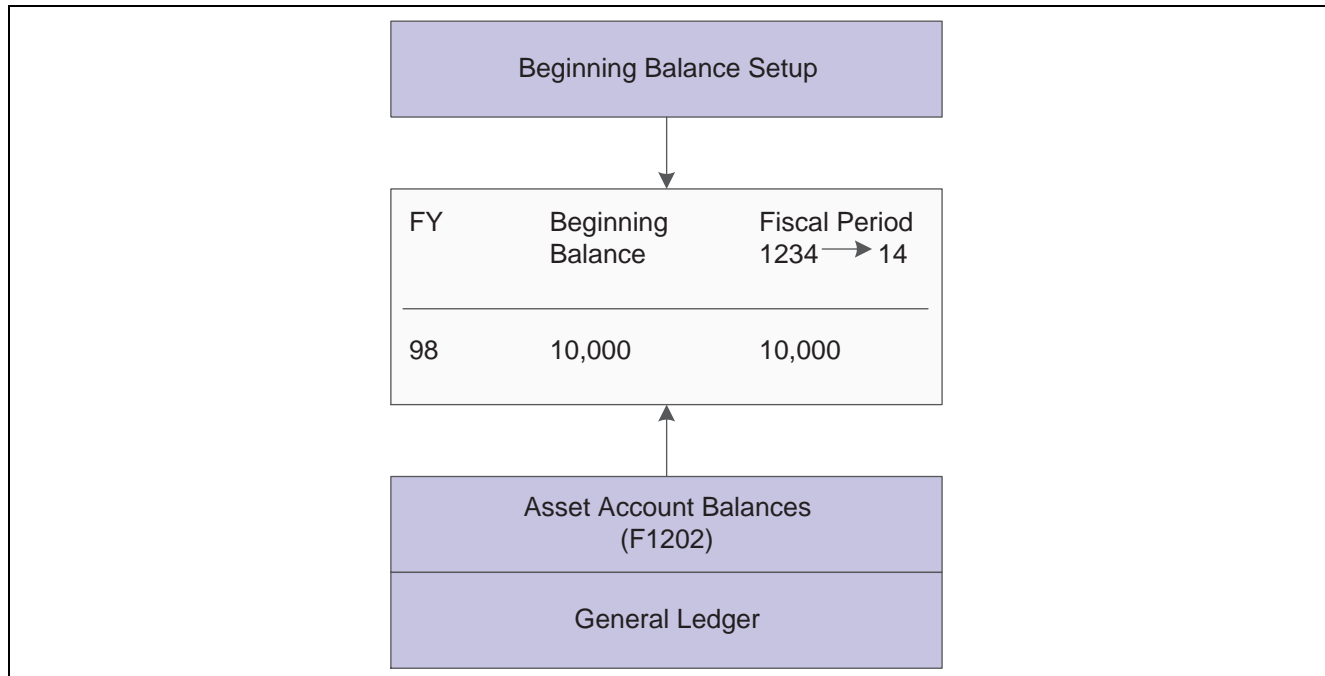 Beginning Balance Setup
FY Beginning Balance Fiscal Period
1234 14
98 10,000 10,000
Asset Account Balances
(F1202)
General Ledger